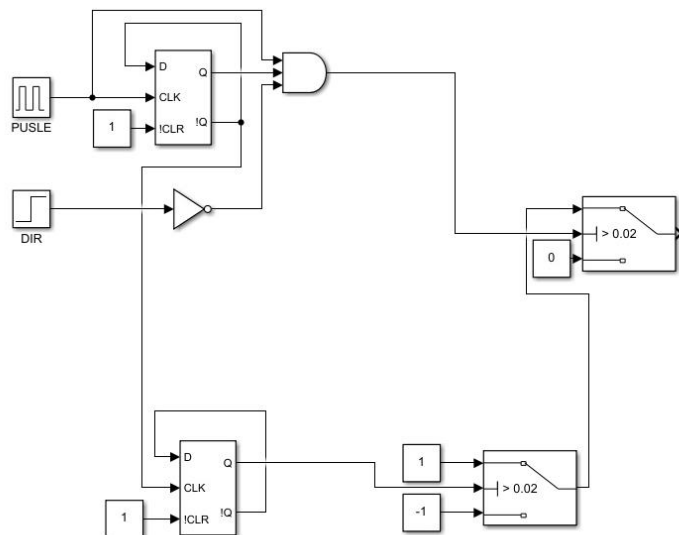 D
Q
CLK
PUSLE
1
!CLR
!Q
DIR
> 0.02
0
D
Q
1
CLK
> 0.02
1
!CLR
!Q
-1